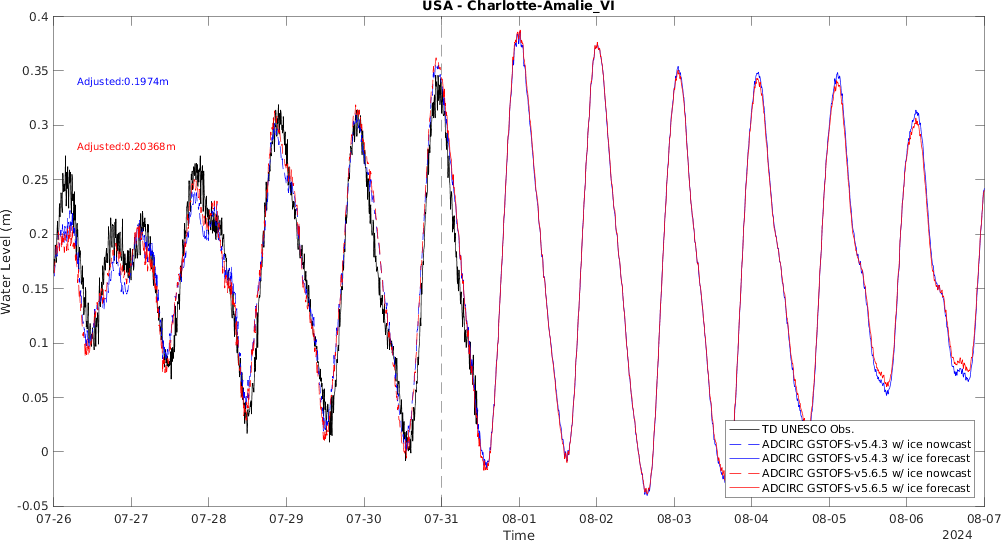 USA - Charlotte-Amalie_VI
0.4
0.35
0.3
0.25
0.2
0.15
0.1
0.05
0
-0.05
Water Level (m)
Adjusted:0.1974m
Adjusted:0.20368m
TD UNESCO Obs.
ADCIRC GSTOFS-v5.4.3 w/ ice nowcast
ADCIRC GSTOFS-v5.4.3 w/ ice forecast
ADCIRC GSTOFS-v5.6.5 w/ ice nowcast
ADCIRC GSTOFS-v5.6.5 w/ ice forecast
07-26 07-27 07-28 07-29 07-30 07-31 08-01 08-02 08-03 08-04 08-05 08-06 08-07
Time
2024